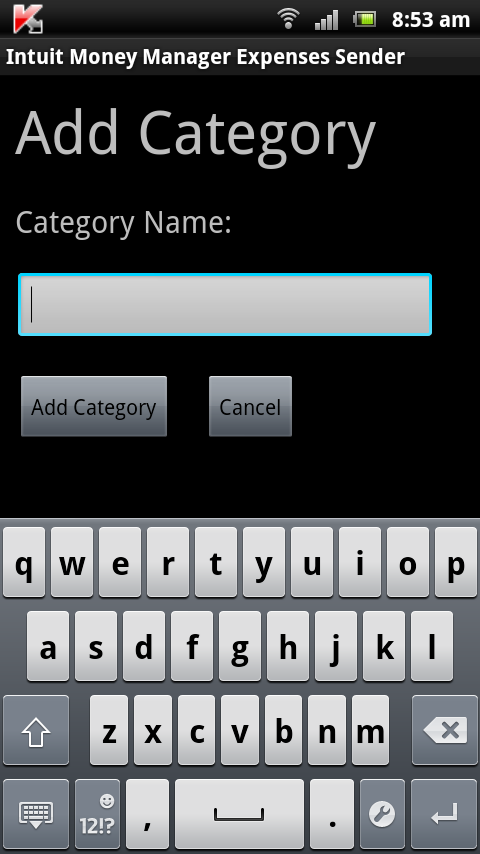 8:53 am
Intuit Money Manager Expenses Sender
Add Category
Category Name:
Add Category Cancel
q w e r t y u i o p
a s d f g h j k l
z x c v b n m
12!? , .